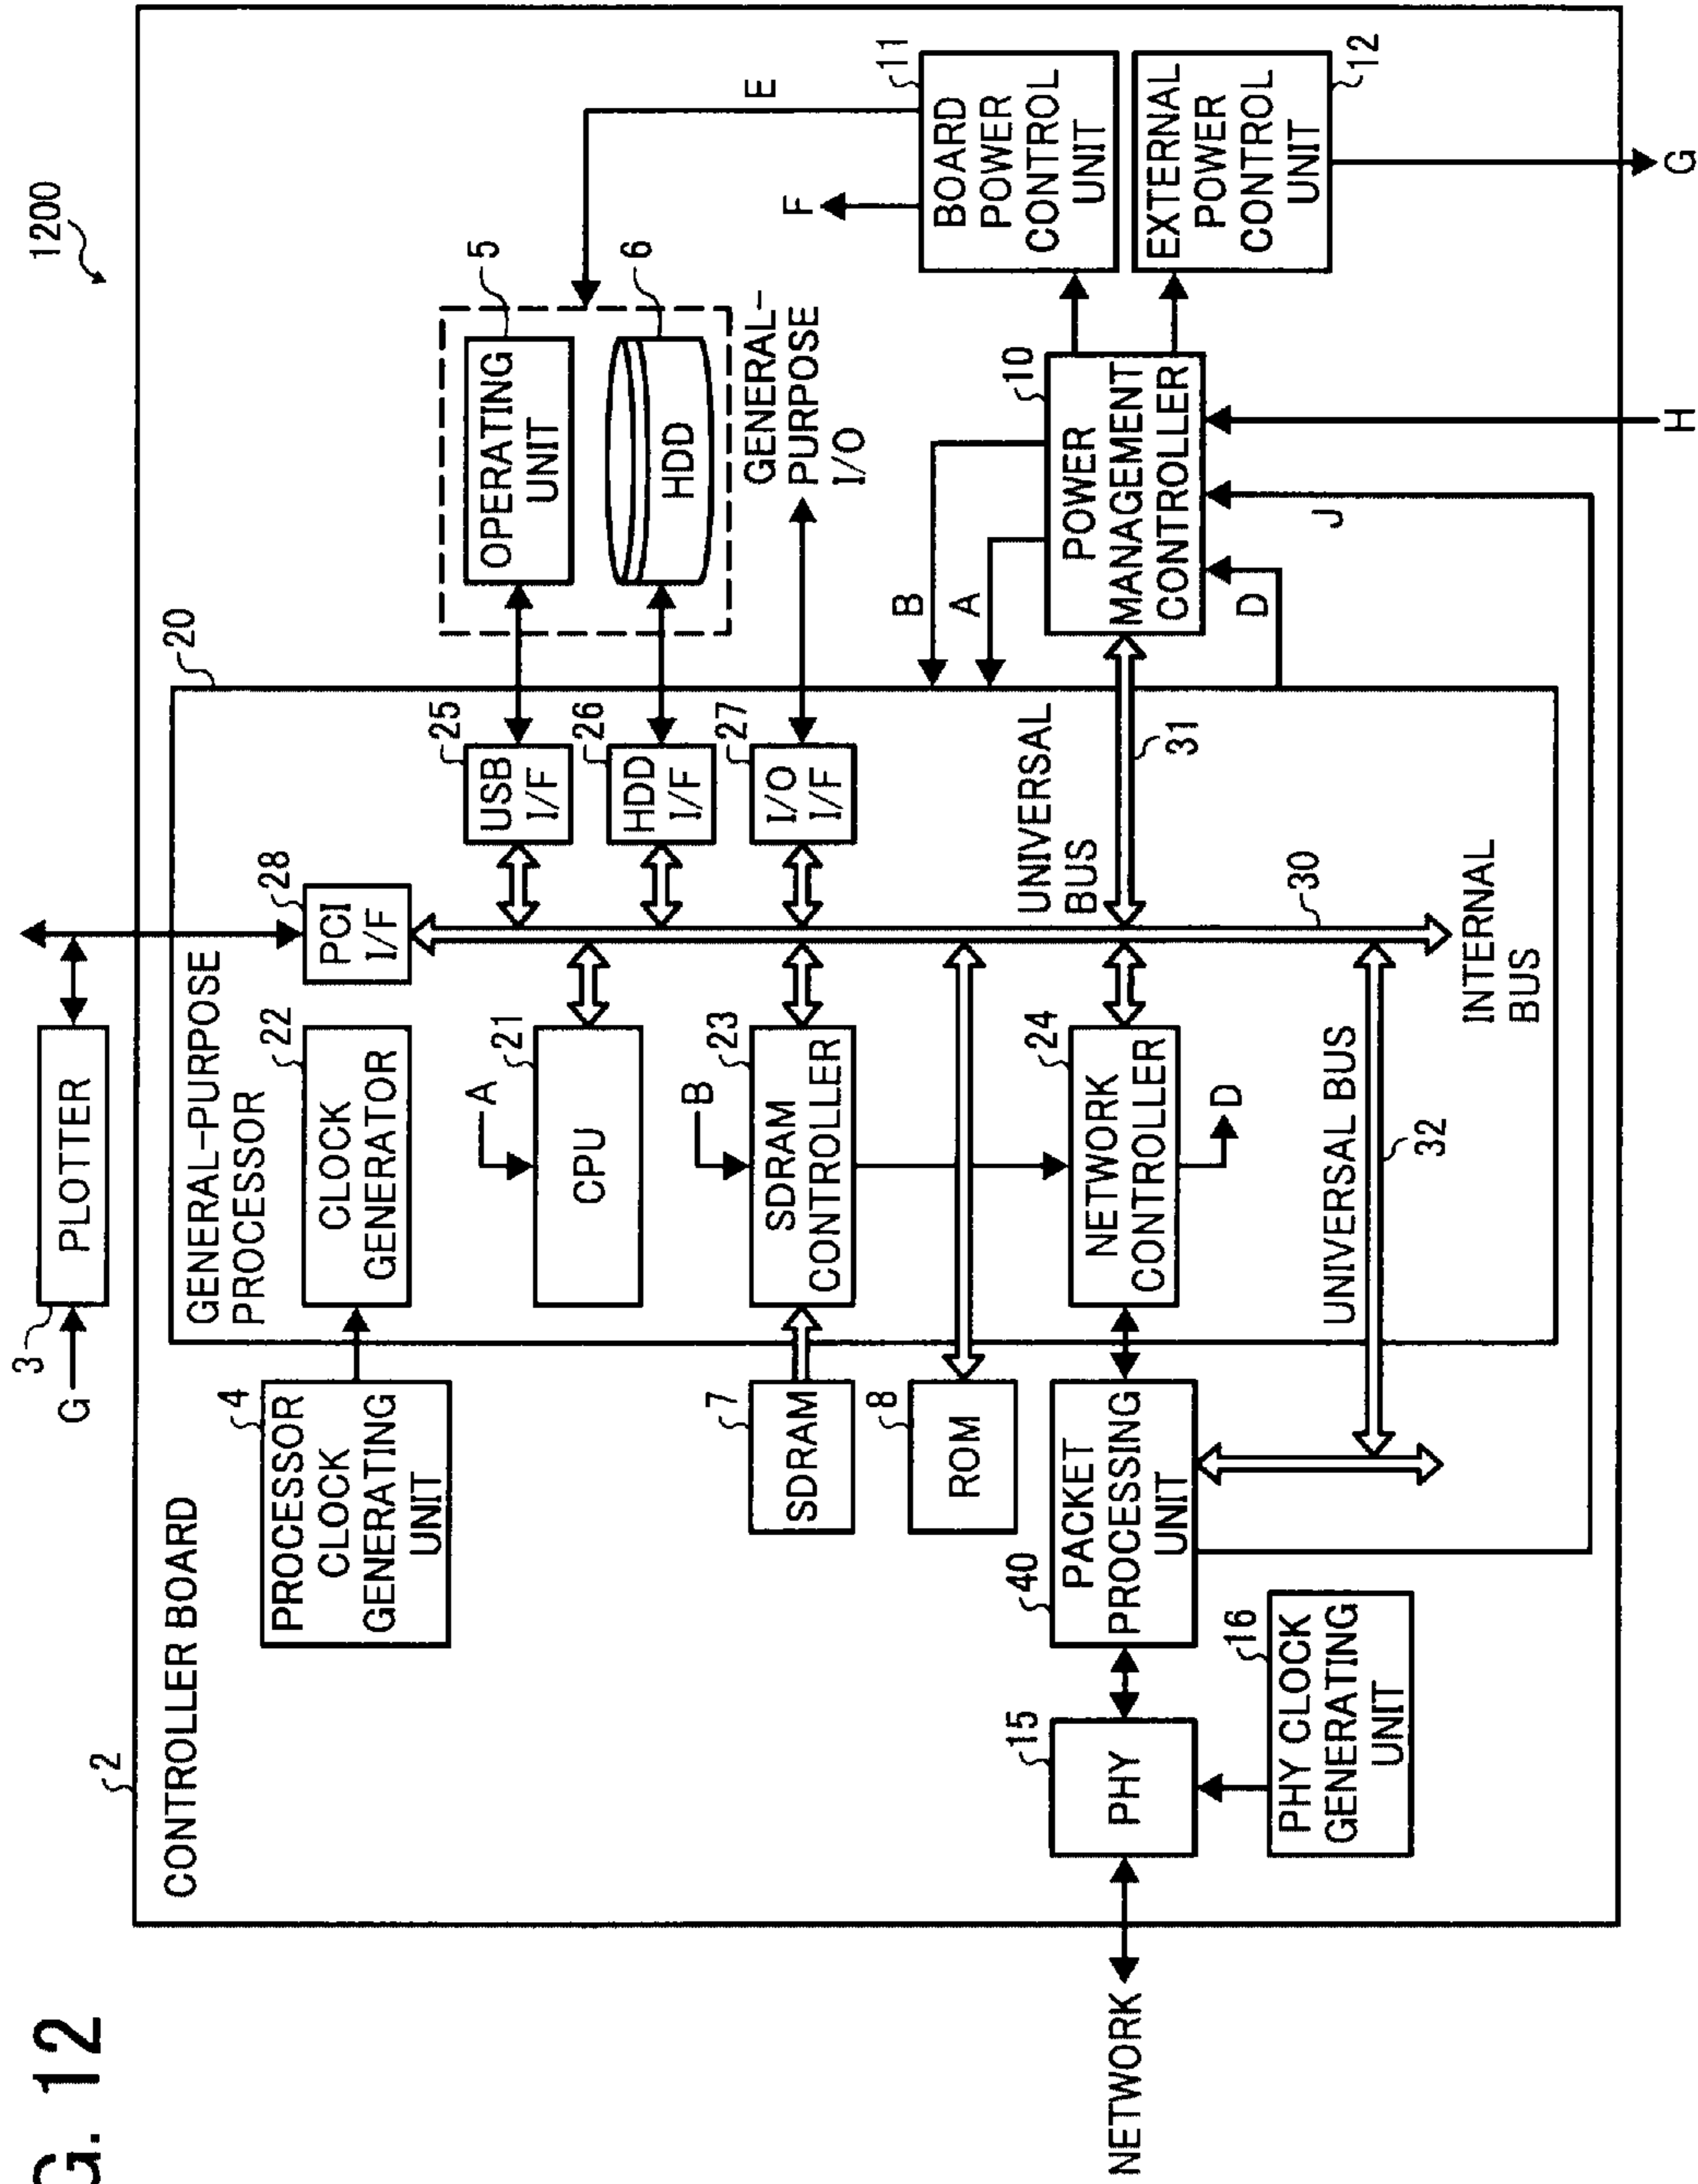 G. 12
1200
3
PLOTTER
G
2
CONTROLLER BOARD
20
GENERAL-PURPOSE
PROCESSOR
4
PROCESSOR
CLOCK
GENERATING
UNIT
22
CLOCK
GENERATOR
28
PCI
I/F
A
21
CPU
25
USB
I/F
5
OPERATING
UNIT
E
26
HDD
I/F
6
HDD
7
SDRAM
B
23
SDRAM
CONTROLLER
27
I/O
I/F
GENERAL-
PURPOSE
I/O
F
8
ROM
B
A
11
BOARD
POWER
CONTROL
UNIT
NETWORK
15
PHY
40
PACKET
PROCESSING
UNIT
24
NETWORK
CONTROLLER
D
UNIVERSAL
BUS
31
10
POWER
MANAGEMENT
CONTROLLER
EXTERNAL
POWER
CONTROL
UNIT
12
16
PHY CLOCK
GENERATING
UNIT
UNIVERSAL BUS
32
30
INTERNAL
BUS
D
J
H
G